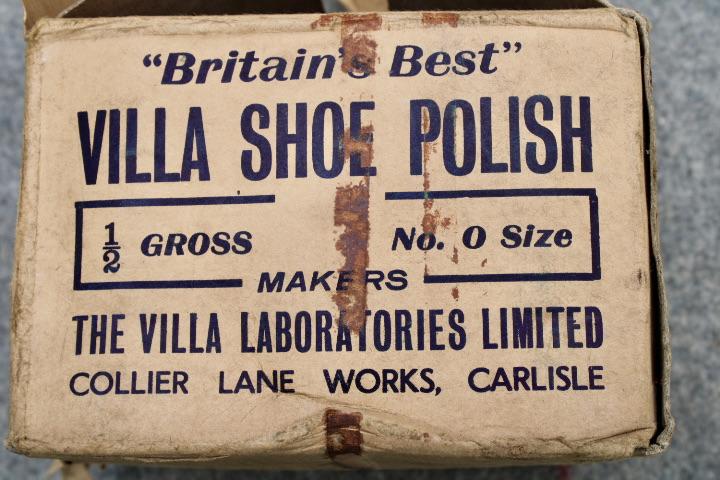 "Britain's Best"
VILLA SHOE POLISH
½ GROSS No. 0 Size
MAKERS
THE VILLA LABORATORIES LIMITED
COLLIER LANE WORKS, CARLISLE